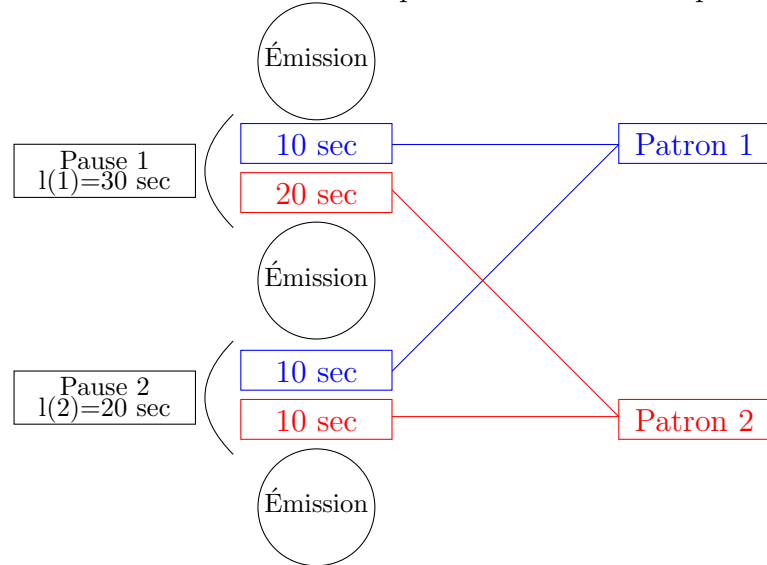 Émission
10 sec
Patron 1
Pause 1
l(1)=30 sec
20 sec
Émission
10 sec
Pause 2
l(2)=20 sec
10 sec
Patron 2
Émission